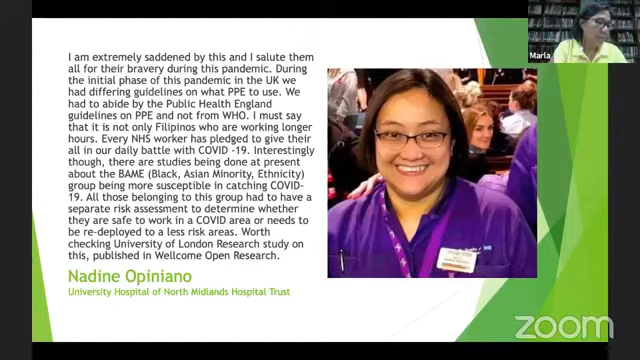 I am extremely saddened by this and I salute them
all for their bravery during this pandemic. During
the initial phase of this pandemic in the UK we
had differing guidelines on what PPE to use. We
had to abide by the Public Health England
guidelines on PPE and not from WHO. I must say
that it is not only Filipinos who are working longer
hours. Every NHS worker has pledged to give their
all in our daily battle with COVID -19. Interestingly
though, there are studies being done at present
about the BAME (Black, Asian Minority, Ethnicity)
group being more susceptible in catching COVID-
19. All those belonging to this group had to have a
separate risk assessment to determine whether
they are safe to work in a COVID area or needs to
be re-deployed to a less risk areas. Worth
checking University of London Research study on
this, published in Wellcome Open Research.
Nadine Opiniano
University Hospital of North Midlands Hospital Trust
Marla
zoom